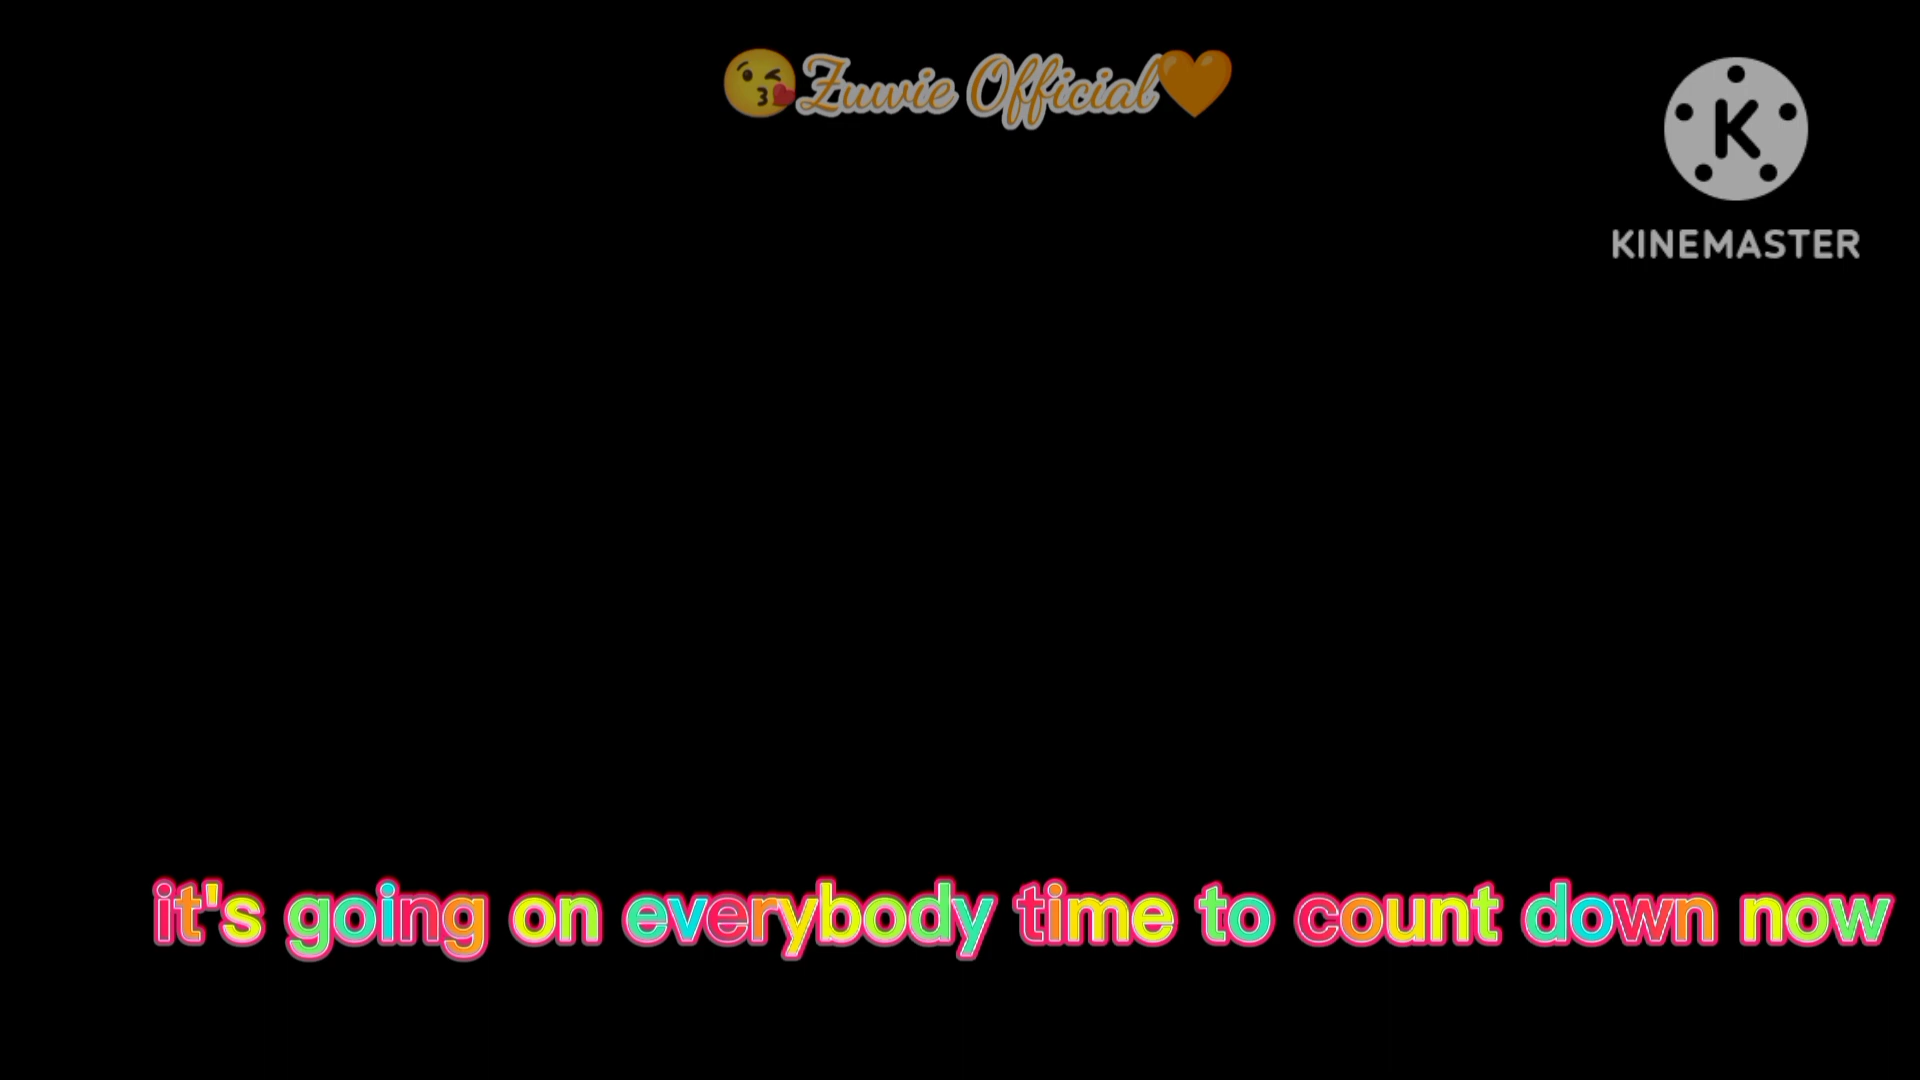 😘Zuwie Official🧡
K
KINEMASTER
it's going on everybody time to count down now